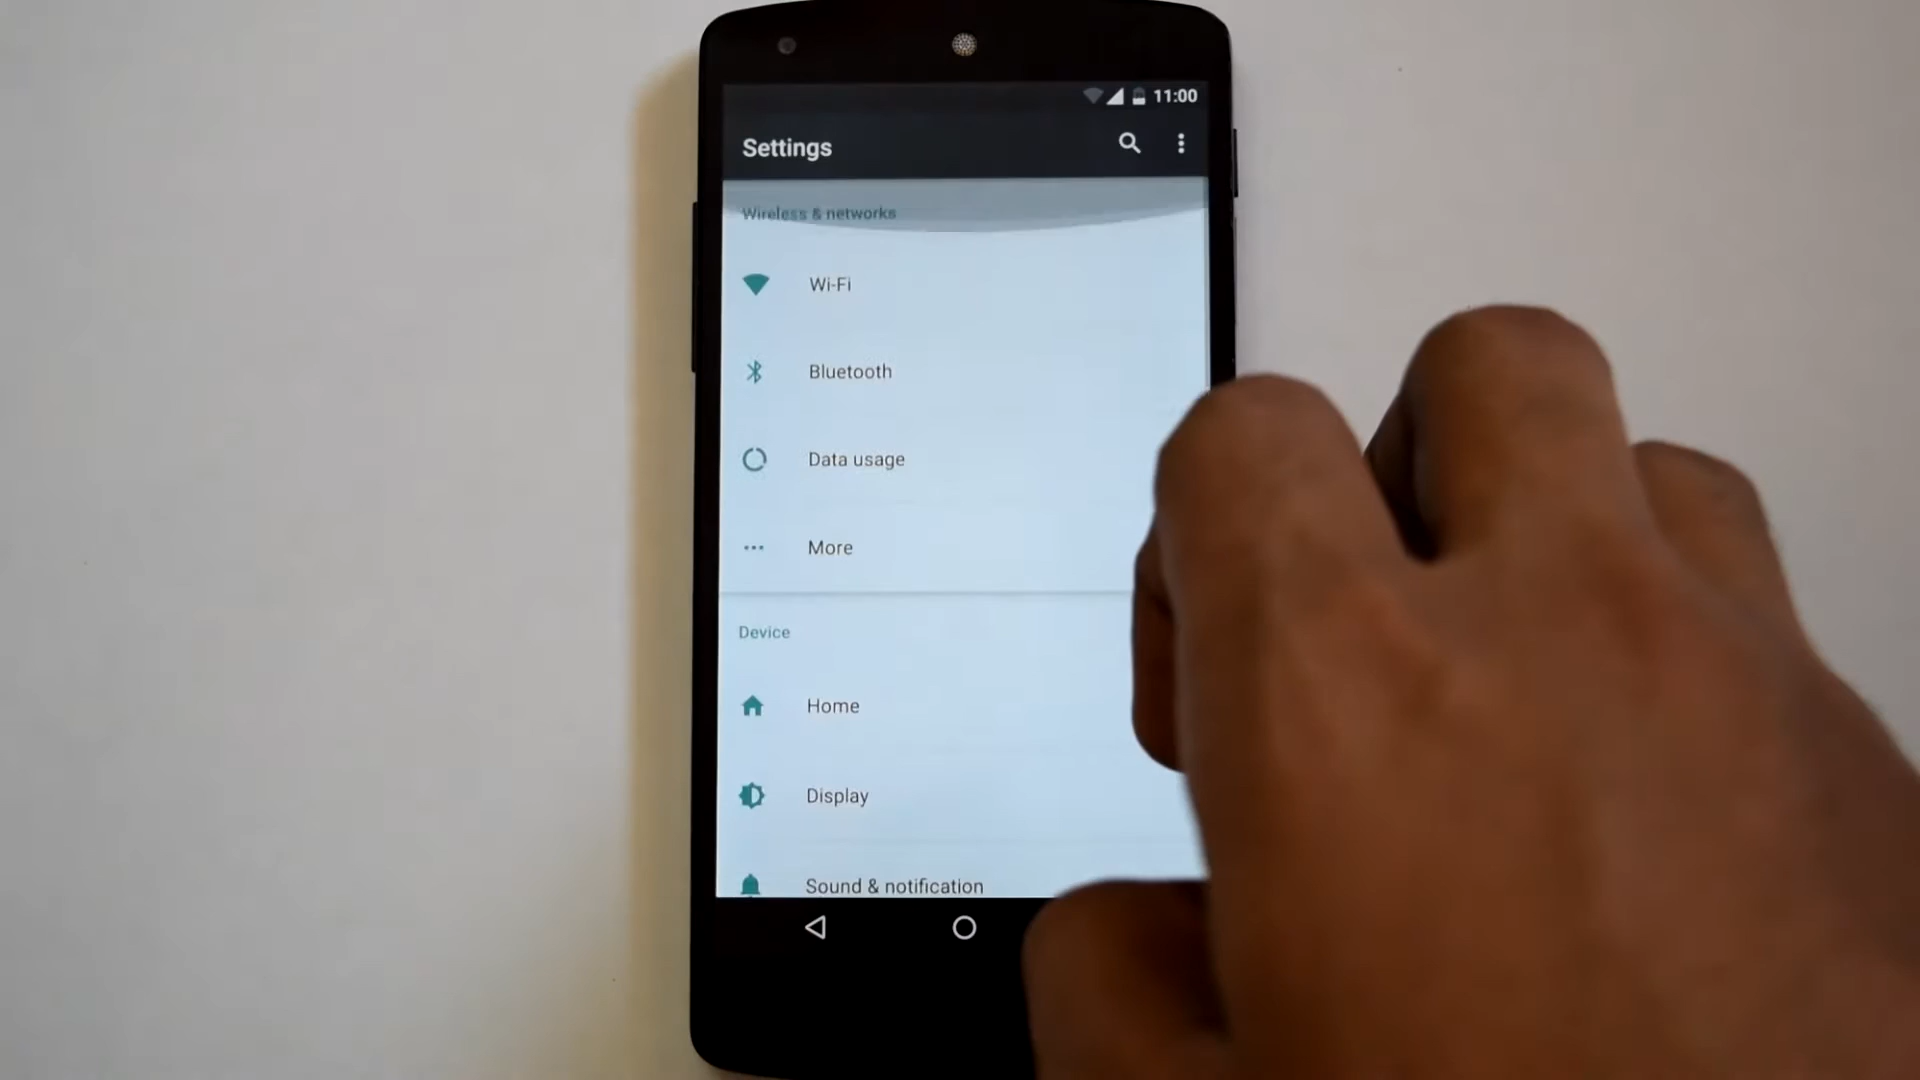 11:00
Settings
Wireless & networks
Wi-Fi
Bluetooth
Data usage
More
Device
Home
Display
Sound & notification